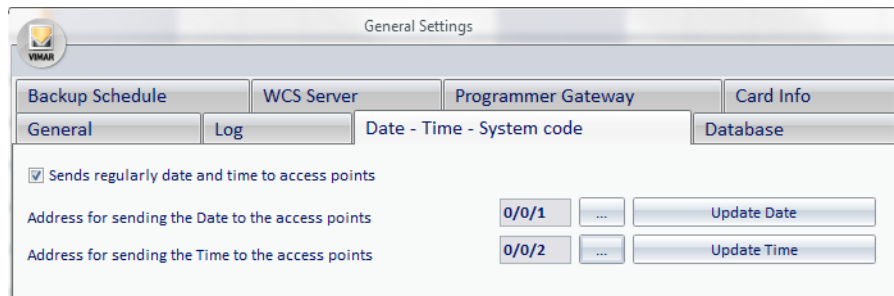 General Settings
VIMAR
Backup Schedule WCS Server Programmer Gateway Card Info
General Log Date - Time - System code Database
Sends regularly date and time to access points
Address for sending the Date to the access points 0/0/1 ... Update Date
Address for sending the Time to the access points 0/0/2 ... Update Time